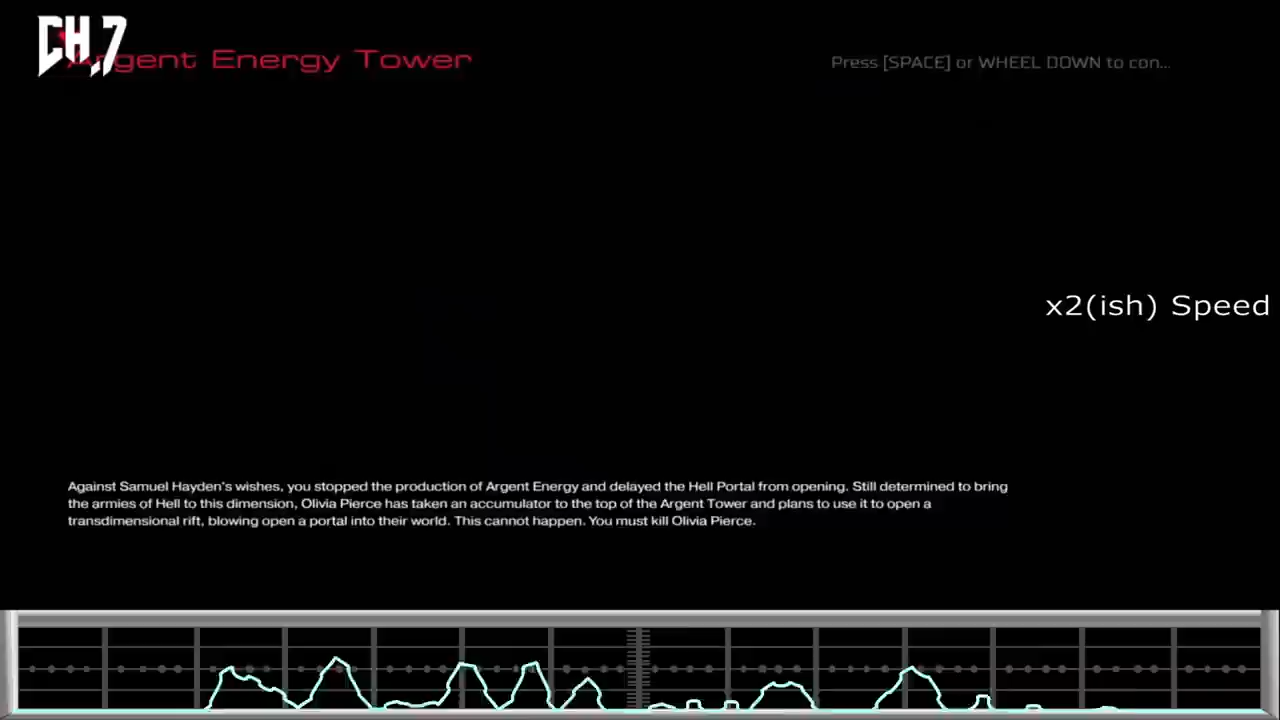 CH.7
Argent Energy Tower
Press [SPACE] or WHEEL DOWN to con...
x2(ish) Speed
Against Samuel Hayden's wishes, you stopped the production of Argent Energy and delayed the Hell Portal from opening. Still determined to bring
the armies of Hell to this dimension, Olivia Pierce has taken an accumulator to the top of the Argent Tower and plans to use it to open a
transdimensional rift, blowing open a portal into their world. This cannot happen. You must kill Olivia Pierce.